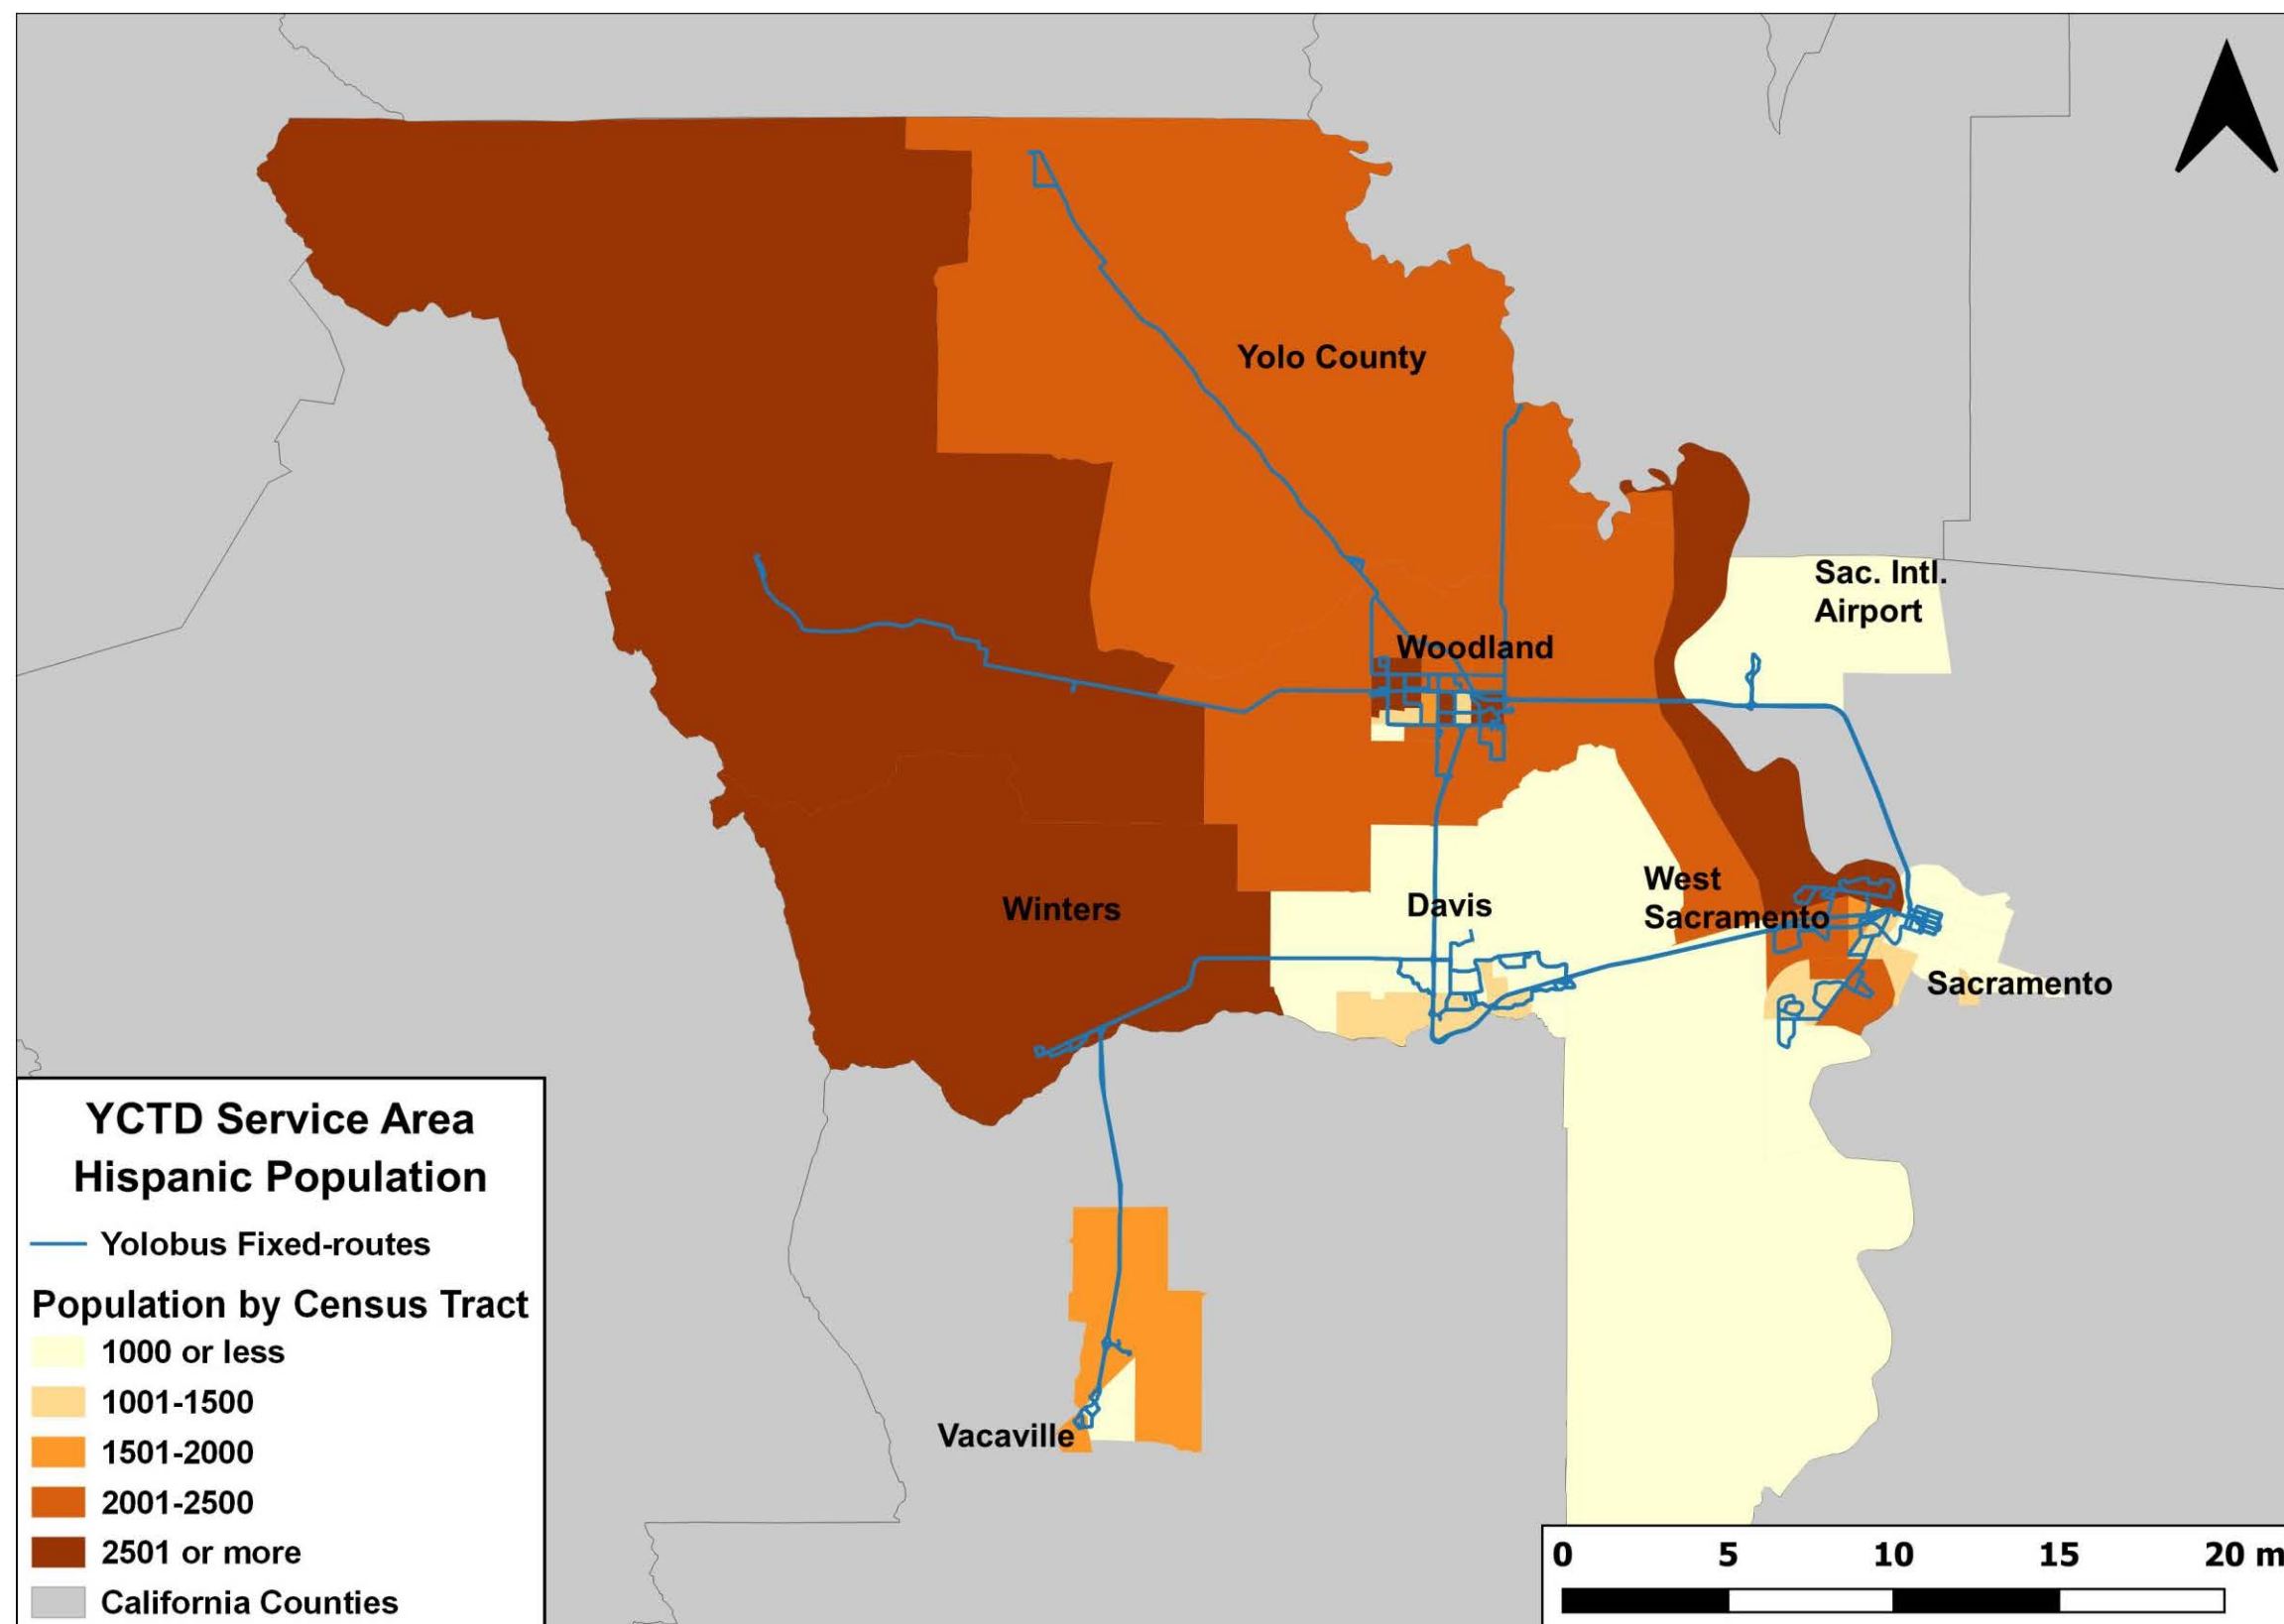 Yolo County
Sac. Intl.
Airport
Woodland
West
Sacramento
Davis
Winters
Sacramento
Vacaville
YCTD Service Area
Hispanic Population
Yolobus Fixed-routes
Population by Census Tract
1000 or less
1001-1500
1501-2000
2001-2500
2501 or more
California Counties
0 5 10 15 20 m